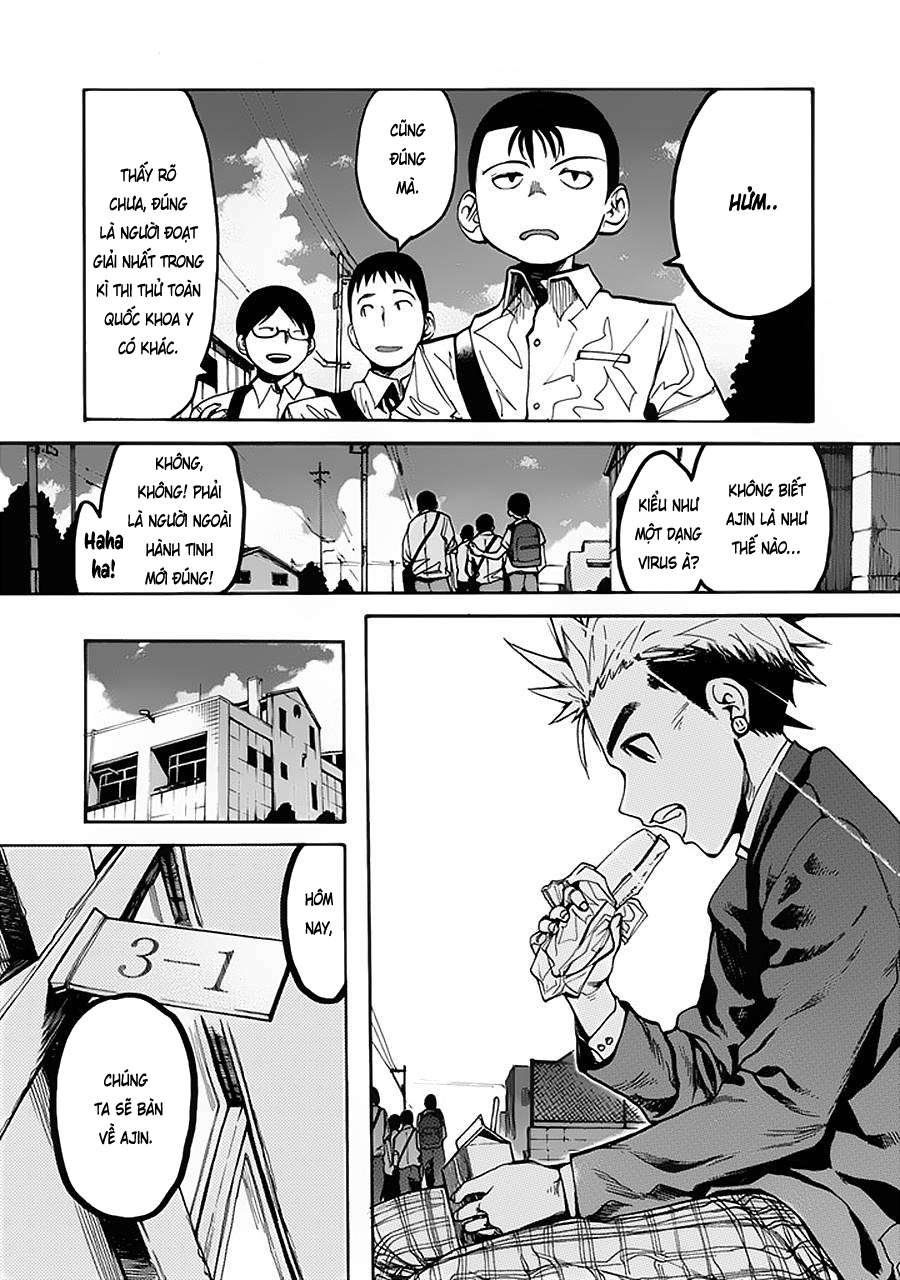 HỬM..
CŨNG
ĐÚNG
MÀ.
THẤY RÕ
CHƯA, ĐÚNG
LÀ NGƯỜI ĐOẠT
GIẢI NHẤT TRONG
KÌ THI THỬ TOÀN
QUỐC KHOA Y
CÓ KHÁC.
KHÔNG BIẾT
AJIN LÀ NHƯ
THẾ NÀO...
KIỂU NHƯ
MỘT DẠNG
VIRUS À?
KHÔNG,
KHÔNG! PHẢI
LÀ NGƯỜI NGOÀI
HÀNH TINH
MỚI ĐÚNG!
Haha
ha!
HÔM
NAY,
3-1
CHÚNG
TA SẼ BÀN
VỀ AJIN.